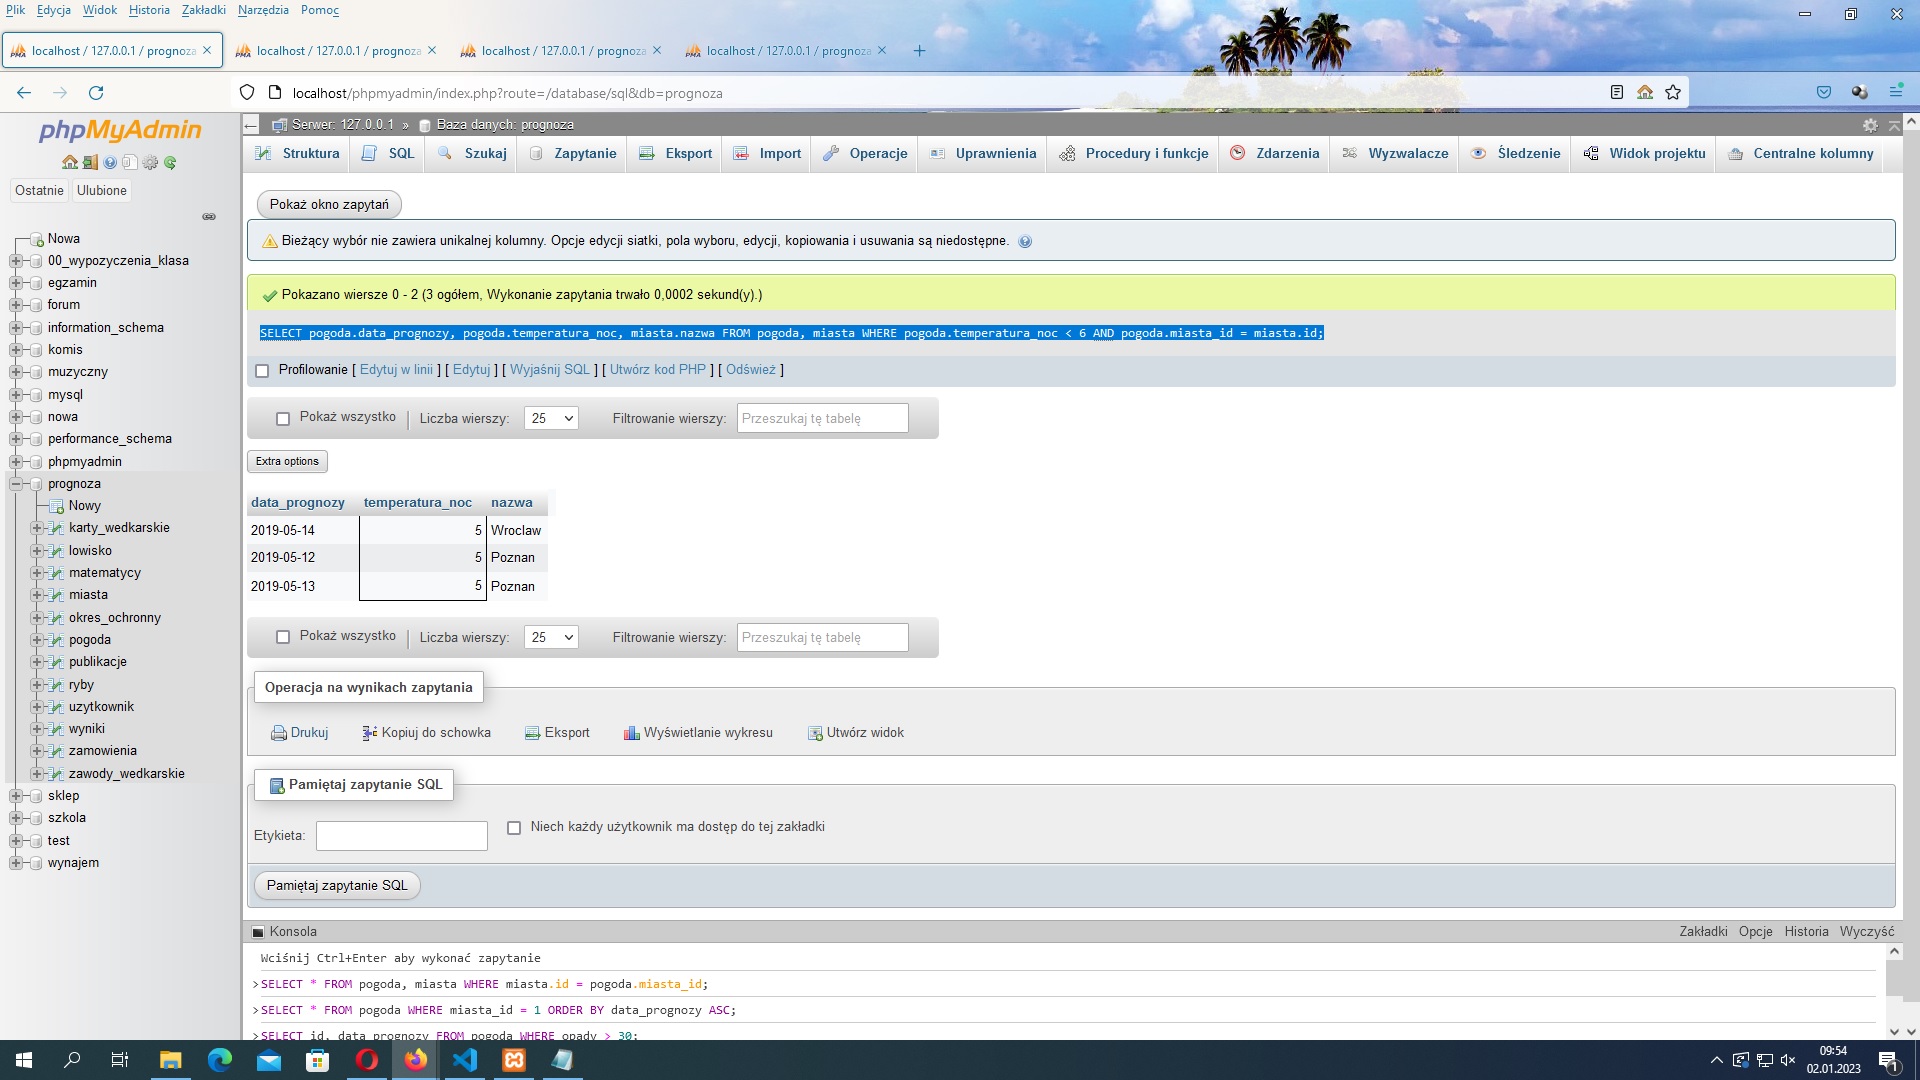 Plik Edycja Widok Historia Zakładki Narzędzia Pomoc
localhost / 127.0.0.1 / prognoza
localhost / 127.0.0.1 / prognoza
localhost / 127.0.0.1 / prognoza
localhost / 127.0.0.1 / prognoza
localhost/phpmyadmin/index.php?route=/database/sql&db=prognoza
phpMyAdmin
Ostatnie Ulubione
Nowa
00_wypozyczenia_klasa
egzamin
forum
information_schema
komis
muzyczny
mysql
nowa
performance_schema
phpmyadmin
prognoza
Nowy
karty_wedkarskie
lowisko
matematycy
miasta
okres_ochronny
pogoda
publikacje
ryby
uzytkownik
wyniki
zamowienia
zawody_wedkarskie
sklep
szkola
test
wynajem
Serwer: 127.0.0.1 » Baza danych: prognoza
Struktura SQL Szukaj Zapytanie Eksport Import Operacje Uprawnienia Procedury i funkcje Zdarzenia Wyzwalacze Śledzenie Widok projektu Centralne kolumny
Pokaż okno zapytań
Bieżący wybór nie zawiera unikalnej kolumny. Opcje edycji siatki, pola wyboru, edycji, kopiowania i usuwania są niedostępne.
Pokazano wiersze 0 - 2 (3 ogółem, Wykonanie zapytania trwało 0,0002 sekund(y).)
SELECT pogoda.data_prognozy, pogoda.temperatura_noc, miasta.nazwa FROM pogoda, miasta WHERE pogoda.temperatura_noc < 6 AND pogoda.miasta_id = miasta.id;
Profilowanie [ Edytuj w linii ] [ Edytuj ] [ Wyjaśnij SQL ] [ Utwórz kod PHP ] [ Odśwież ]
Pokaż wszystko Liczba wierszy: 25 Filtrowanie wierszy: Przeszukaj tę tabelę
Extra options
data_prognozy temperatura_noc nazwa
2019-05-14 5 Wroclaw
2019-05-12 5 Poznan
2019-05-13 5 Poznan
Pokaż wszystko Liczba wierszy: 25 Filtrowanie wierszy: Przeszukaj tę tabelę
Operacja na wynikach zapytania
Drukuj Kopiuj do schowka Eksport Wyświetlanie wykresu Utwórz widok
Pamiętaj zapytanie SQL
Etykieta: Niech każdy użytkownik ma dostęp do tej zakładki
Pamiętaj zapytanie SQL
Konsola Zakładki Opcje Historia Wyczyść
Wciśnij Ctrl+Enter aby wykonać zapytanie
>SELECT * FROM pogoda, miasta WHERE miasta.id = pogoda.miasta_id;
>SELECT * FROM pogoda WHERE miasta_id = 1 ORDER BY data_prognozy ASC;
>SELECT id, data_prognozy FROM pogoda WHERE opady > 30;
09:54
02.01.2023
1